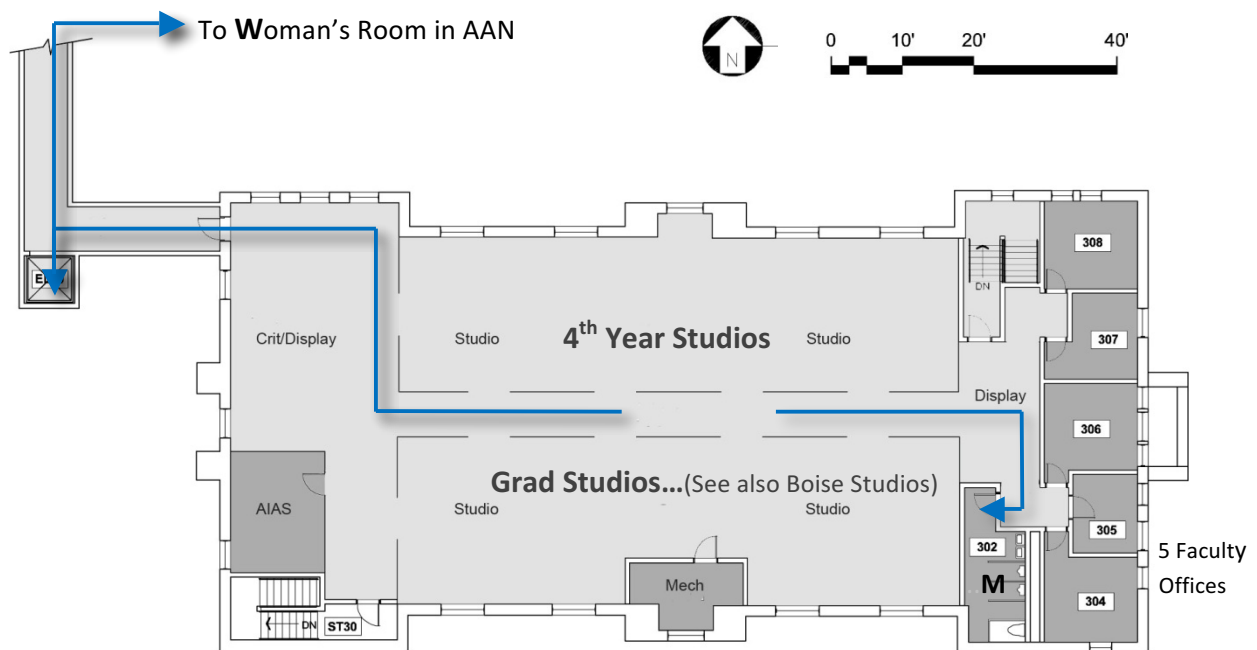 To Woman’s Room in AAN
N
0 10' 20' 40'
308
DN
307
Crit/Display
Studio
4th Year Studios
Studio
Display
306
Grad Studios…(See also Boise Studios)
AIAS
Studio
Studio
305
302
5 Faculty
Offices
Mech
M
304
DN
ST30